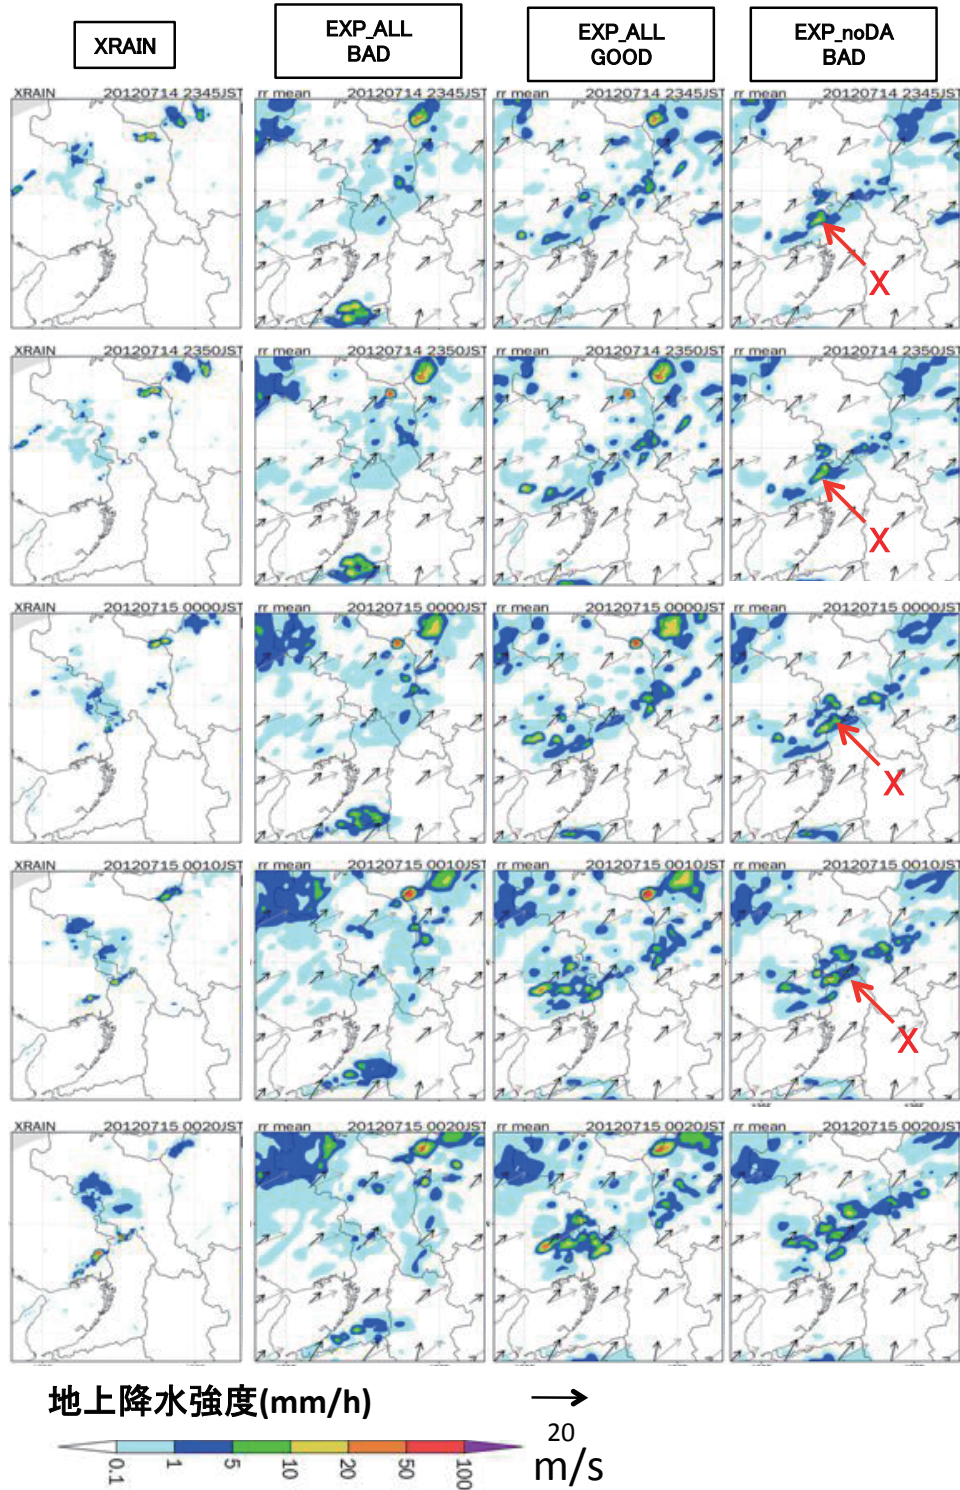 XRAIN
EXP_ALL
BAD
EXP_ALL
GOOD
EXP_noDA
BAD
XRAIN 20120714 2345JST
rr mean 20120714 2345JST
rr mean 20120714 2345JST
rr mean 20120714 2345JST
X
XRAIN 20120714 2350JST
rr mean 20120714 2350JST
rr mean 20120714 2350JST
rr mean 20120714 2350JST
X
XRAIN 20120715 0000JST
rr mean 20120715 0000JST
rr mean 20120715 0000JST
rr mean 20120715 0000JST
X
XRAIN 20120715 0010JST
rr mean 20120715 0010JST
rr mean 20120715 0010JST
rr mean 20120715 0010JST
X
XRAIN 20120715 0020JST
rr mean 20120715 0020JST
rr mean 20120715 0020JST
rr mean 20120715 0020JST
地上降水強度(mm/h)
20
m/s
0.1 1 5 10 20 50 100